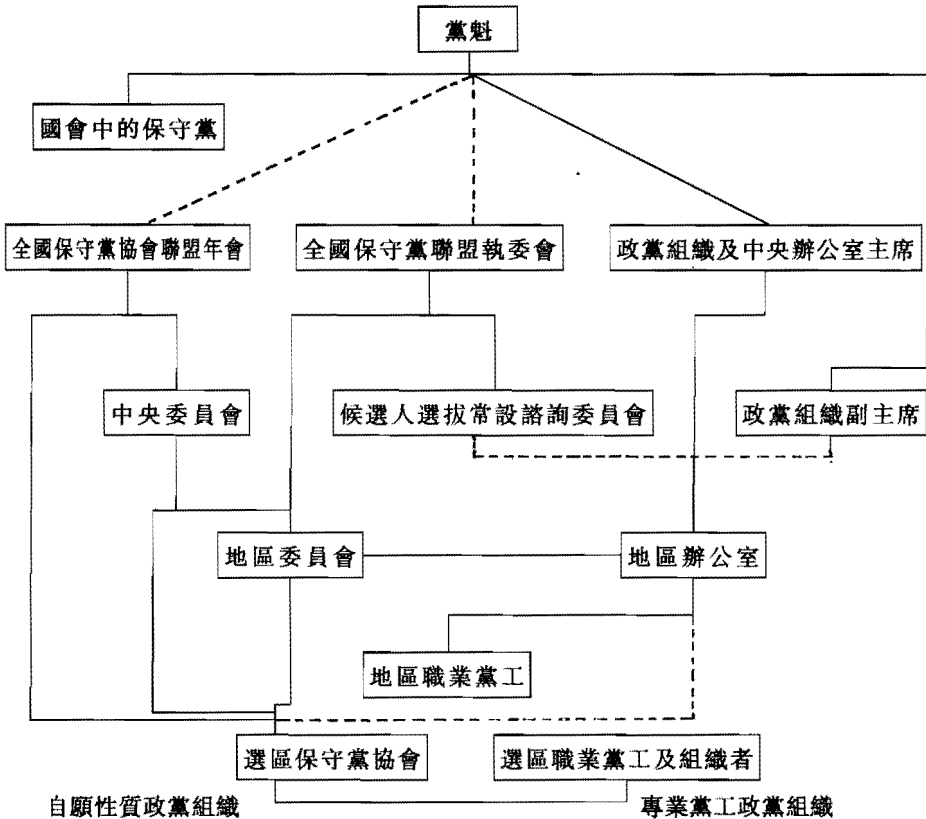 黨魁
國會中的保守黨
全國保守黨協會聯盟年會
全國保守黨聯盟執委會
政黨組織及中央辦公室主席
中央委員會
候選人選拔常設諮詢委員會
政黨組織副主席
地區委員會
地區辦公室
地區職業黨工
選區保守黨協會
選區職業黨工及組織者
自願性質政黨組織
專業黨工政黨組織